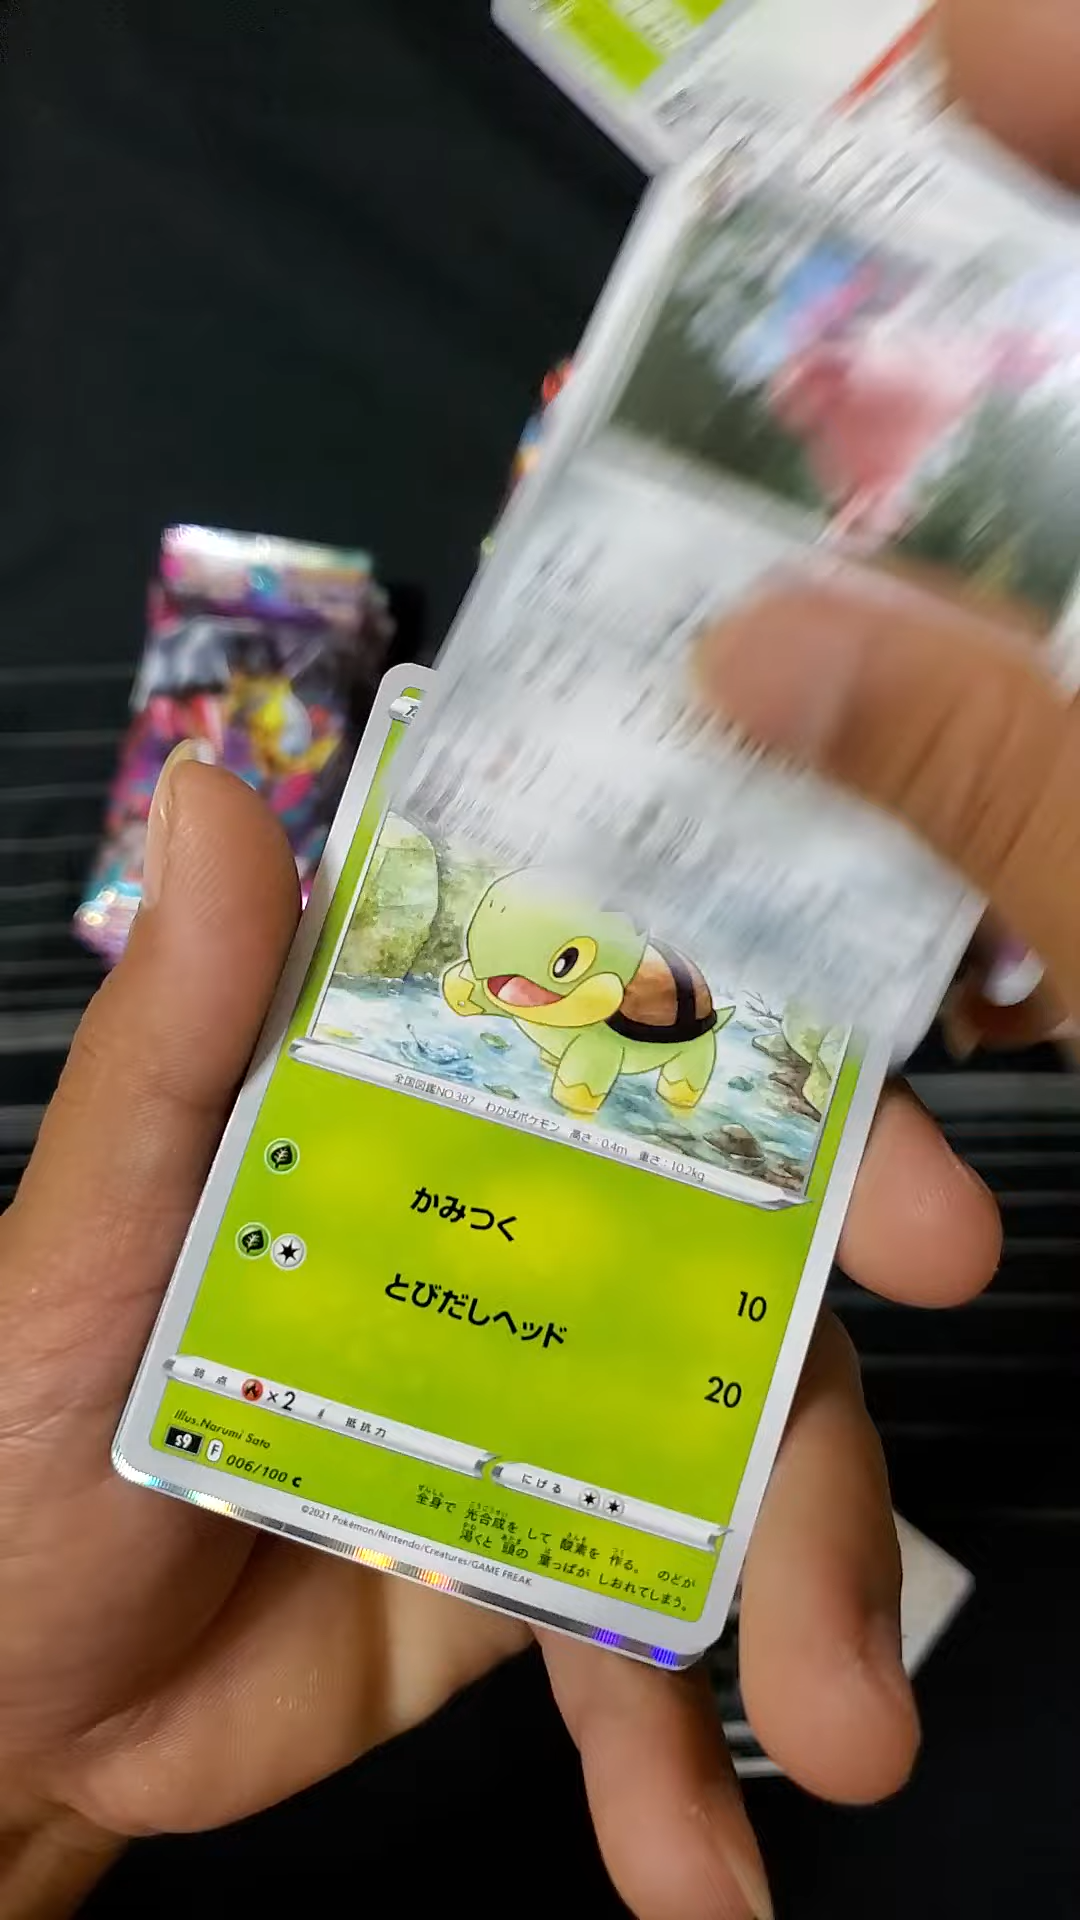 全国図鑑NO.387 わかばポケモン 高さ:0.4m 重さ:10.2kg
かみつく
10
とびだしヘッド
20
弱点 ×2 抵抗力
にげる
Illus.Narumi Sato
s9 F 006/100 C
©2021 Pokémon/Nintendo/Creatures/GAME FREAK
全身で 光合成を して 酸素を 作る。 のどが
渇くと 頭の 葉っぱが しおれてしまう。